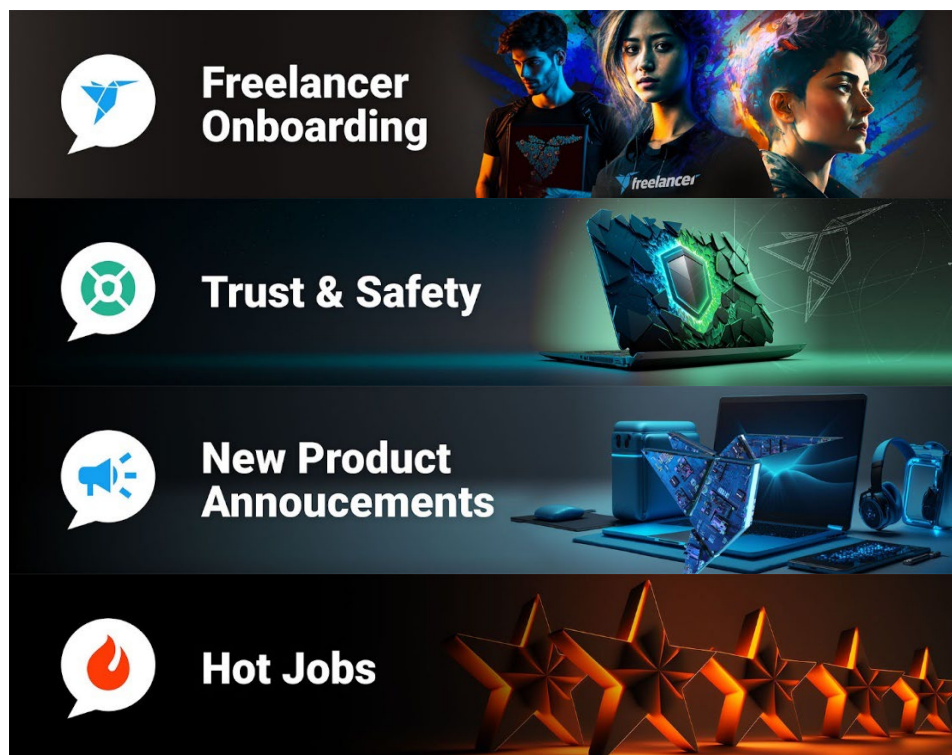 Freelancer
Onboarding
freelancer
Trust & Safety
New Product
Annoucements
Hot Jobs